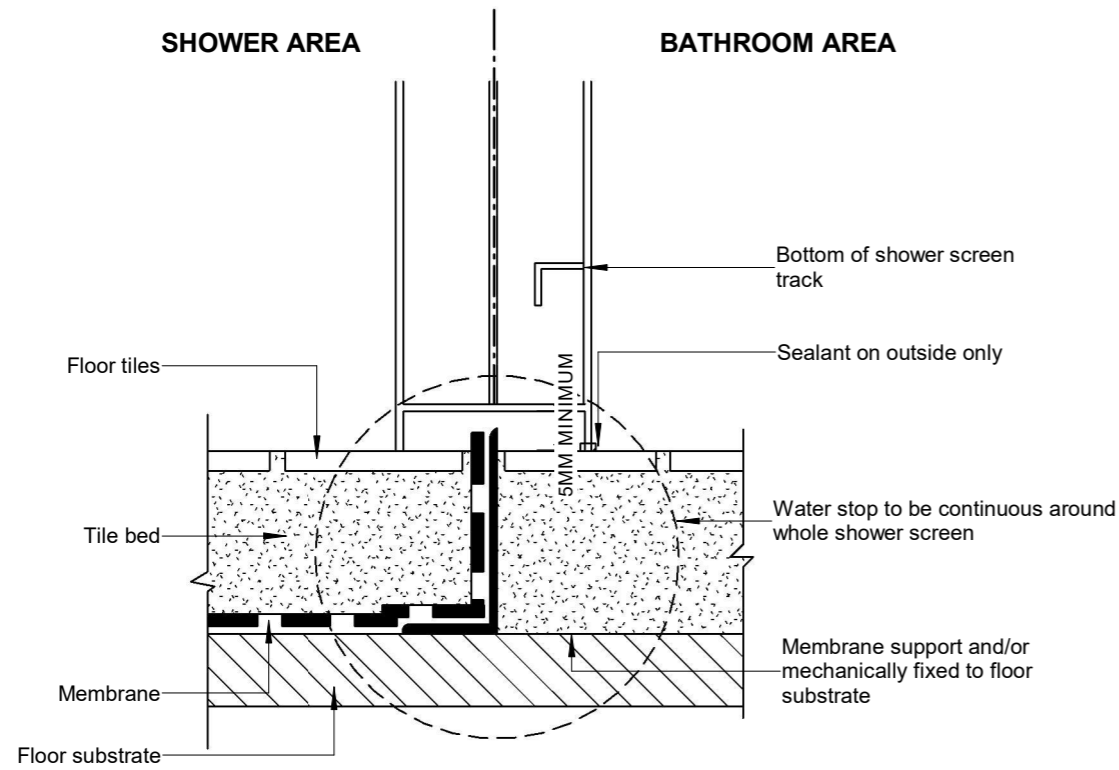 SHOWER AREA
BATHROOM AREA
Bottom of shower screen
track
Sealant on outside only
Floor tiles
5MM MINIMUM
Water stop to be continuous around
whole shower screen
Tile bed
Membrane support and/or
mechanically fixed to floor
substrate
Membrane
Floor substrate